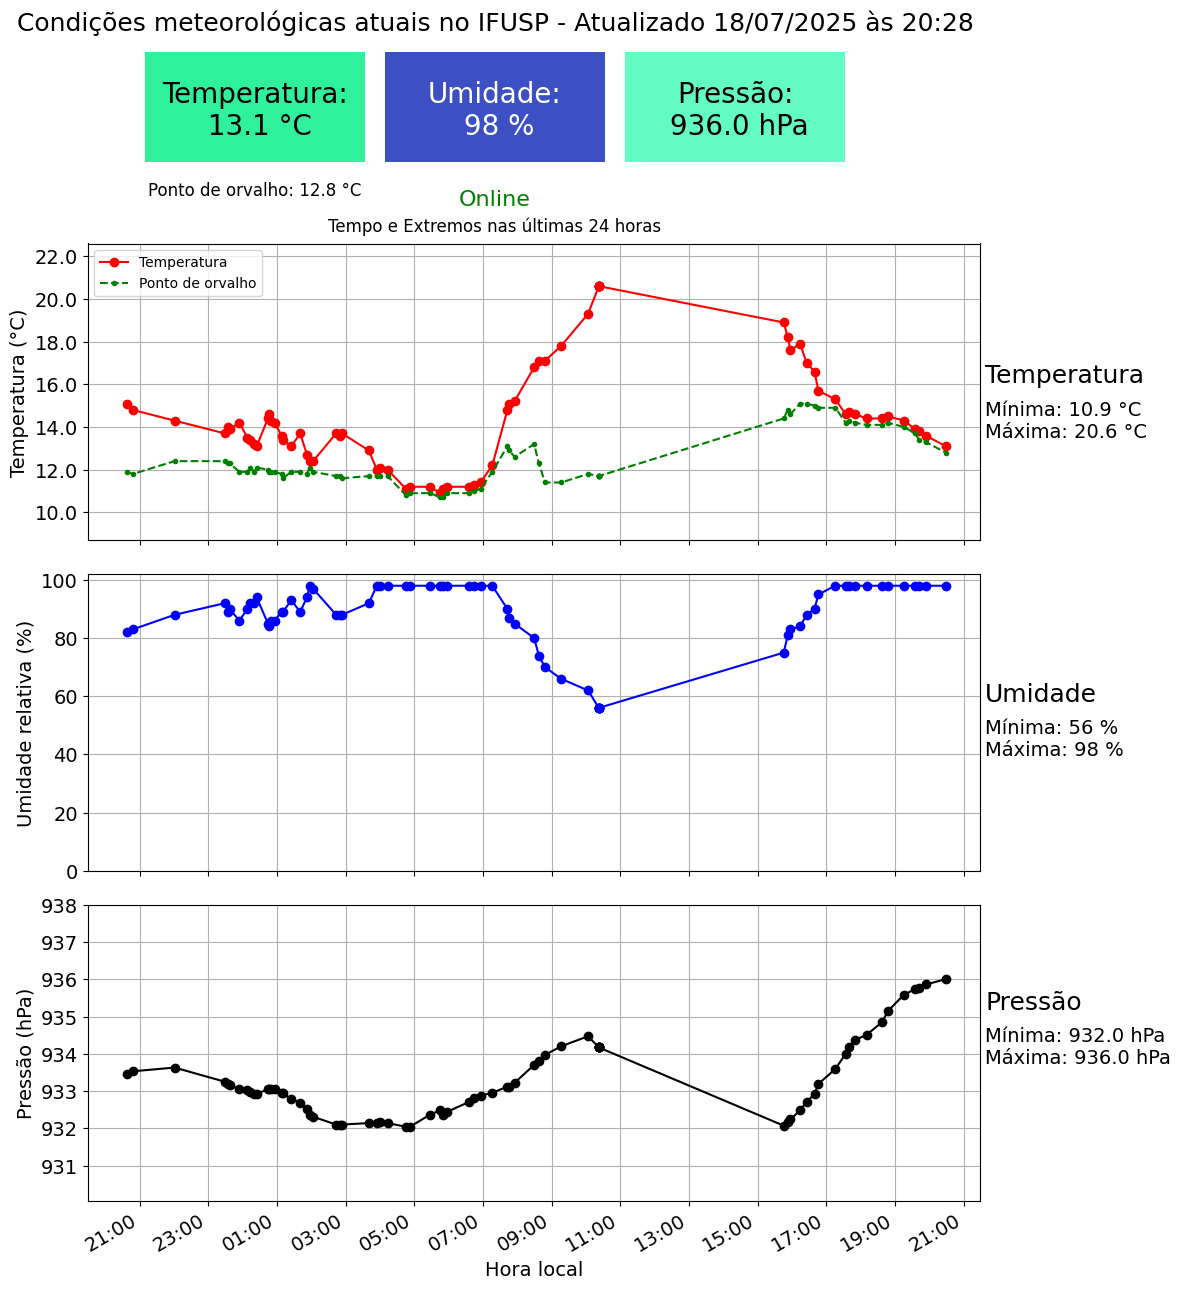 Condições meteorológicas atuais no IFUSP - Atualizado 18/07/2025 às 20:28
Temperatura:
13.1 °C
Umidade:
98 %
Pressão:
936.0 hPa
Ponto de orvalho: 12.8 °C
Online
Tempo e Extremos nas últimas 24 horas
Temperatura
Ponto de orvalho
22.0
20.0
18.0
16.0
14.0
12.0
10.0
Temperatura (°C)
Temperatura
Mínima: 10.9 °C
Máxima: 20.6 °C
100
80
60
40
20
0
Umidade relativa (%)
Umidade
Mínima: 56 %
Máxima: 98 %
938
937
936
935
934
933
932
931
Pressão (hPa)
Pressão
Mínima: 932.0 hPa
Máxima: 936.0 hPa
21:00
23:00
01:00
03:00
05:00
07:00
09:00
11:00
13:00
15:00
17:00
19:00
21:00
Hora local